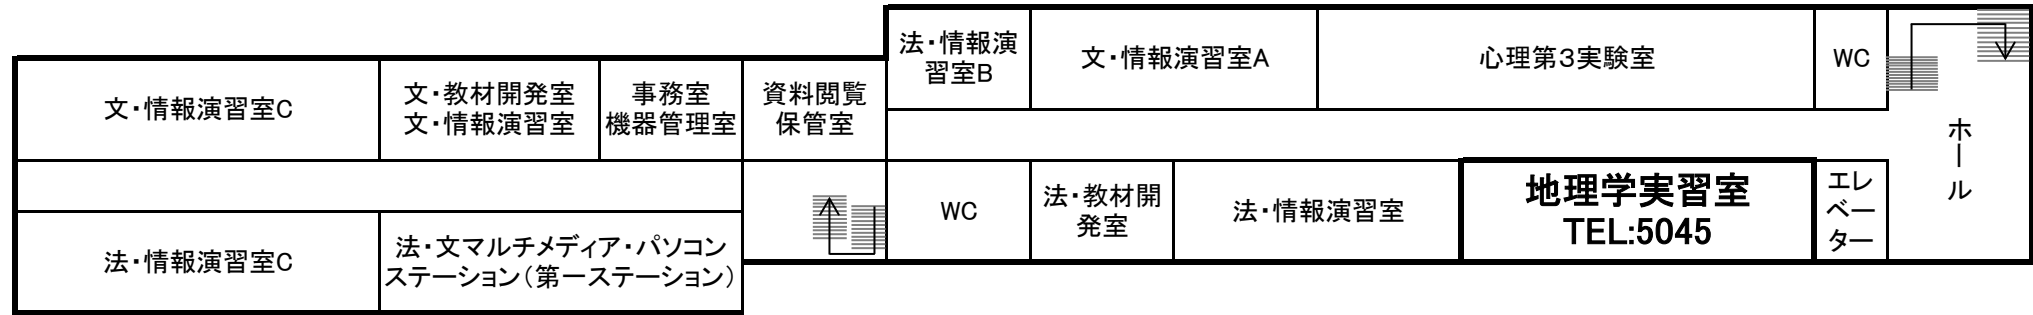 法・情報演
習室B
文・情報演習室A
心理第3実験室
WC
文・情報演習室C
文・教材開発室
文・情報演習室
事務室
機器管理室
資料閲覧
保管室
ホール
WC
法・教材開
発室
法・情報演習室
地理学実習室
TEL:5045
エレ
ベー
ター
法・情報演習室C
法・文マルチメディア・パソコン
ステーション(第一ステーション)